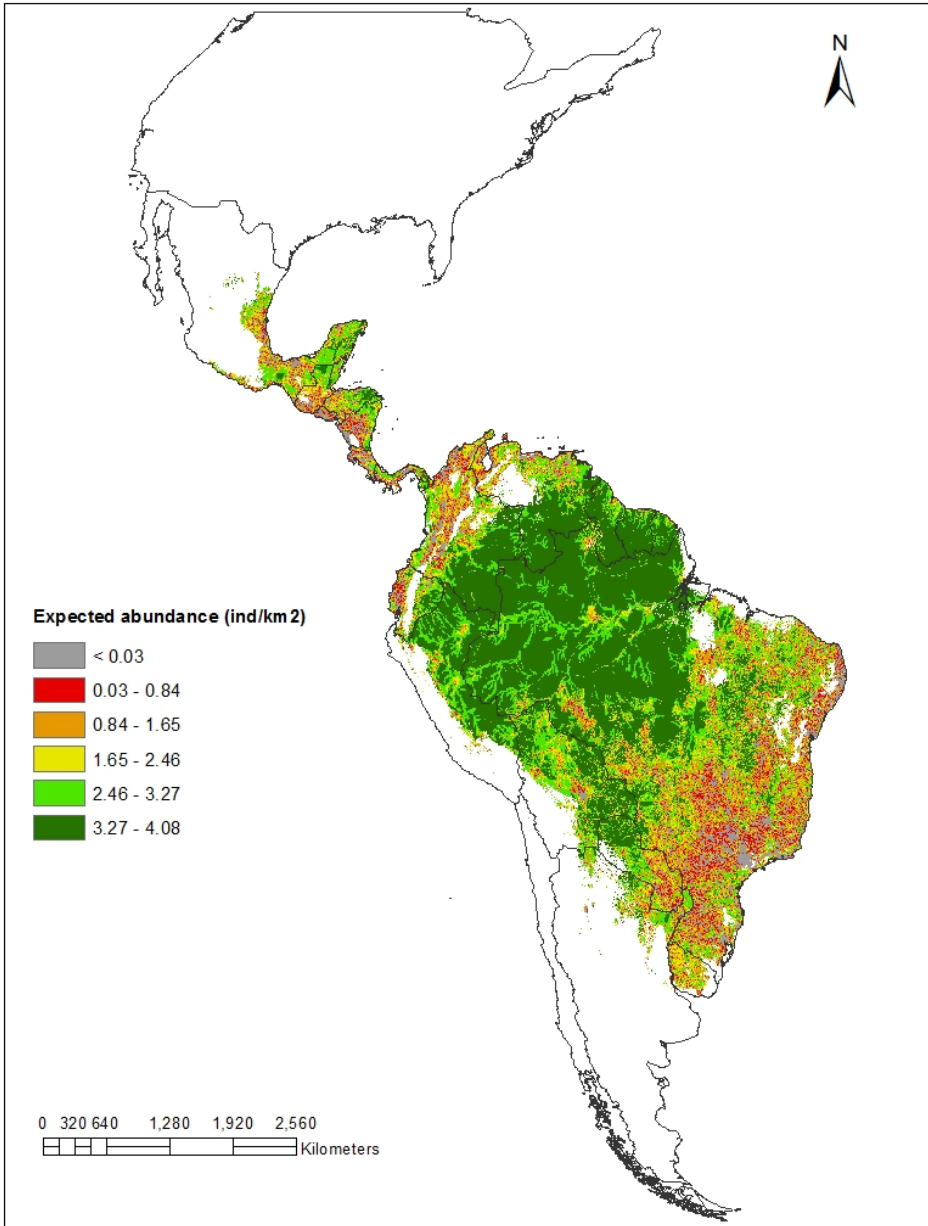 N
Expected abundance (ind/km2)
< 0.03
0.03 - 0.84
0.84 - 1.65
1.65 - 2.46
2.46 - 3.27
3.27 - 4.08
0 320 640 1,280 1,920 2,560
Kilometers